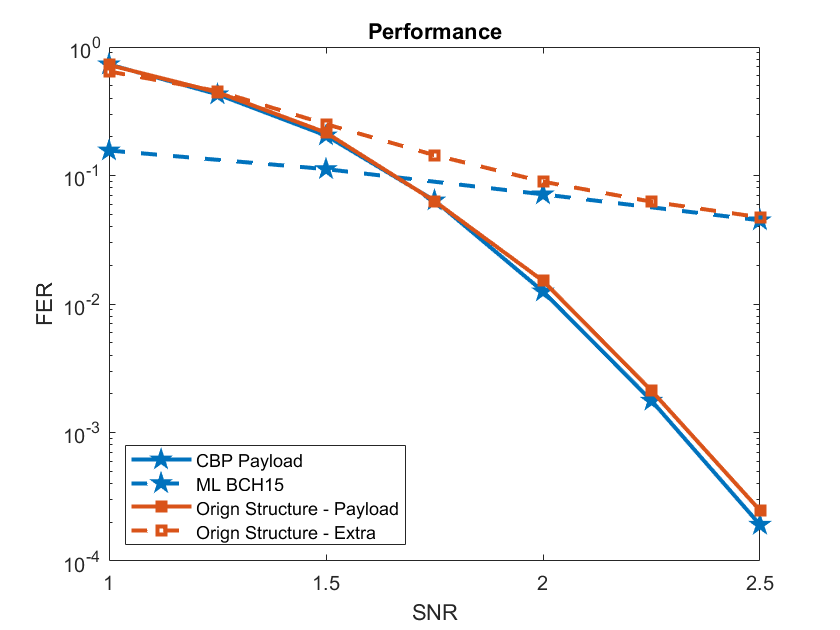 Performance
10^0
10^-1
10^-2
10^-3
10^-4
FER
CBP Payload
ML BCH15
Orign Structure - Payload
Orign Structure - Extra
1 1.5 2 2.5
SNR